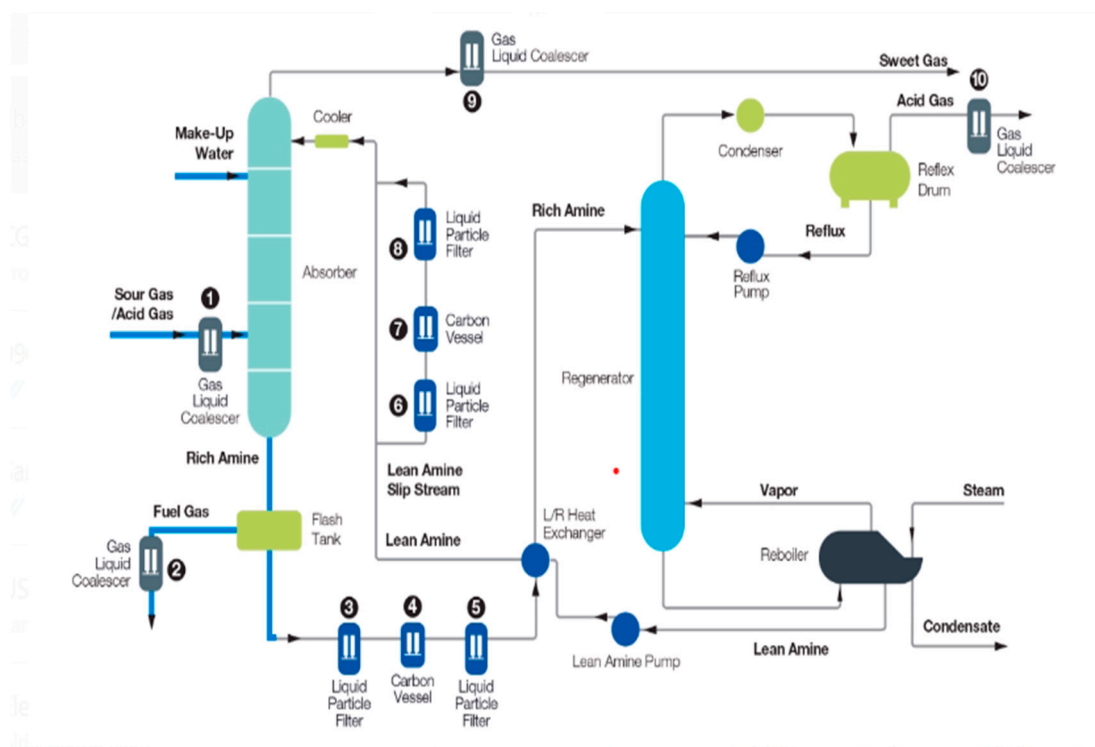 Gas
Liquid Coalescer
9
Sweet Gas
10
Acid Gas
Gas
Liquid
Coalescer
Cooler
Make-Up
Water
Condenser
Reflex
Drum
Liquid
Particle
Filter
8
Rich Amine
Reflux
Reflux
Pump
Absorber
Sour Gas
/Acid Gas
1
Gas
Liquid
Coalescer
7
Carbon
Vessel
Regenerator
6
Liquid
Particle
Filter
Rich Amine
Lean Amine
Slip Stream
Vapor
Steam
Fuel Gas
Flash
Tank
L/R Heat
Exchanger
Lean Amine
Reboiler
Gas
Liquid
Coalescer
2
3
4
5
Liquid
Particle
Filter
Carbon
Vessel
Liquid
Particle
Filter
Lean Amine Pump
Lean Amine
Condensate